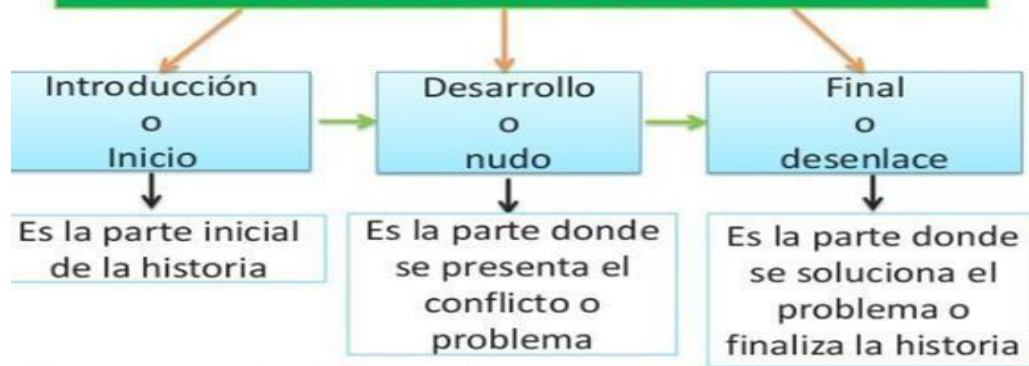 Introducción
o
Inicio
Desarrollo
o
nudo
Final
o
desenlace
Es la parte inicial
de la historia
Es la parte donde
se presenta el
conflicto o
problema
Es la parte donde
se soluciona el
problema o
finaliza la historia